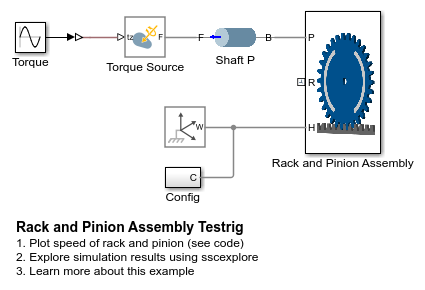 Torque
tz
F
Torque Source
F
B
Shaft P
P
R
H
Rack and Pinion Assembly
W
C
Config
Rack and Pinion Assembly Testrig
1. Plot speed of rack and pinion (see code)
2. Explore simulation results using sscexplore
3. Learn more about this example